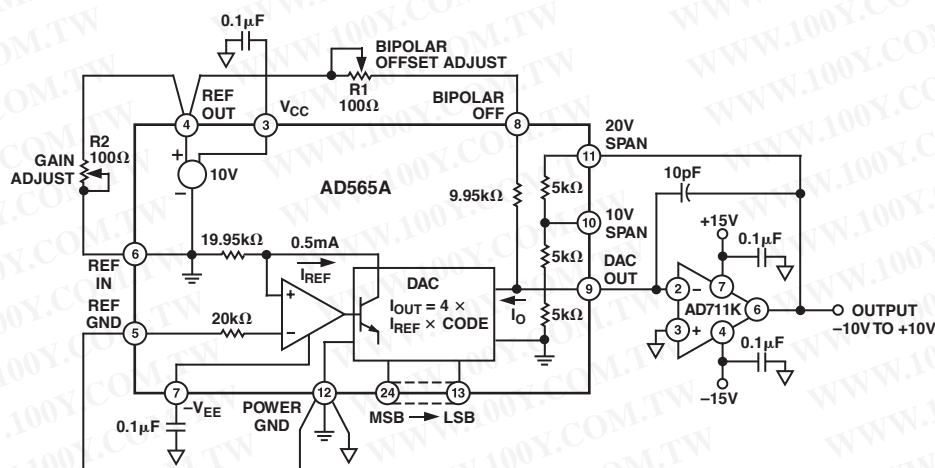 0.1µF
BIPOLAR
OFFSET ADJUST
R1
100Ω
REF
OUT
VCC
BIPOLAR
OFF
20V
SPAN
4
3
8
11
R2
100Ω
GAIN
ADJUST
+
10V
–
AD565A
9.95kΩ
5kΩ
10pF
+15V
10
10V
SPAN
0.1µF
6
19.95kΩ
0.5mA
IREF
REF
IN
5kΩ
DAC
OUT
DAC
IOUT = 4 ×
IREF × CODE
IO
9
2
–
7
AD711K
6
OUTPUT
–10V TO +10V
REF
GND
5
20kΩ
+
–
5kΩ
3
+
4
0.1µF
–15V
7
–VEE
12
24
13
0.1µF
POWER
GND
MSB
LSB
WWW.100Y.COM.TW